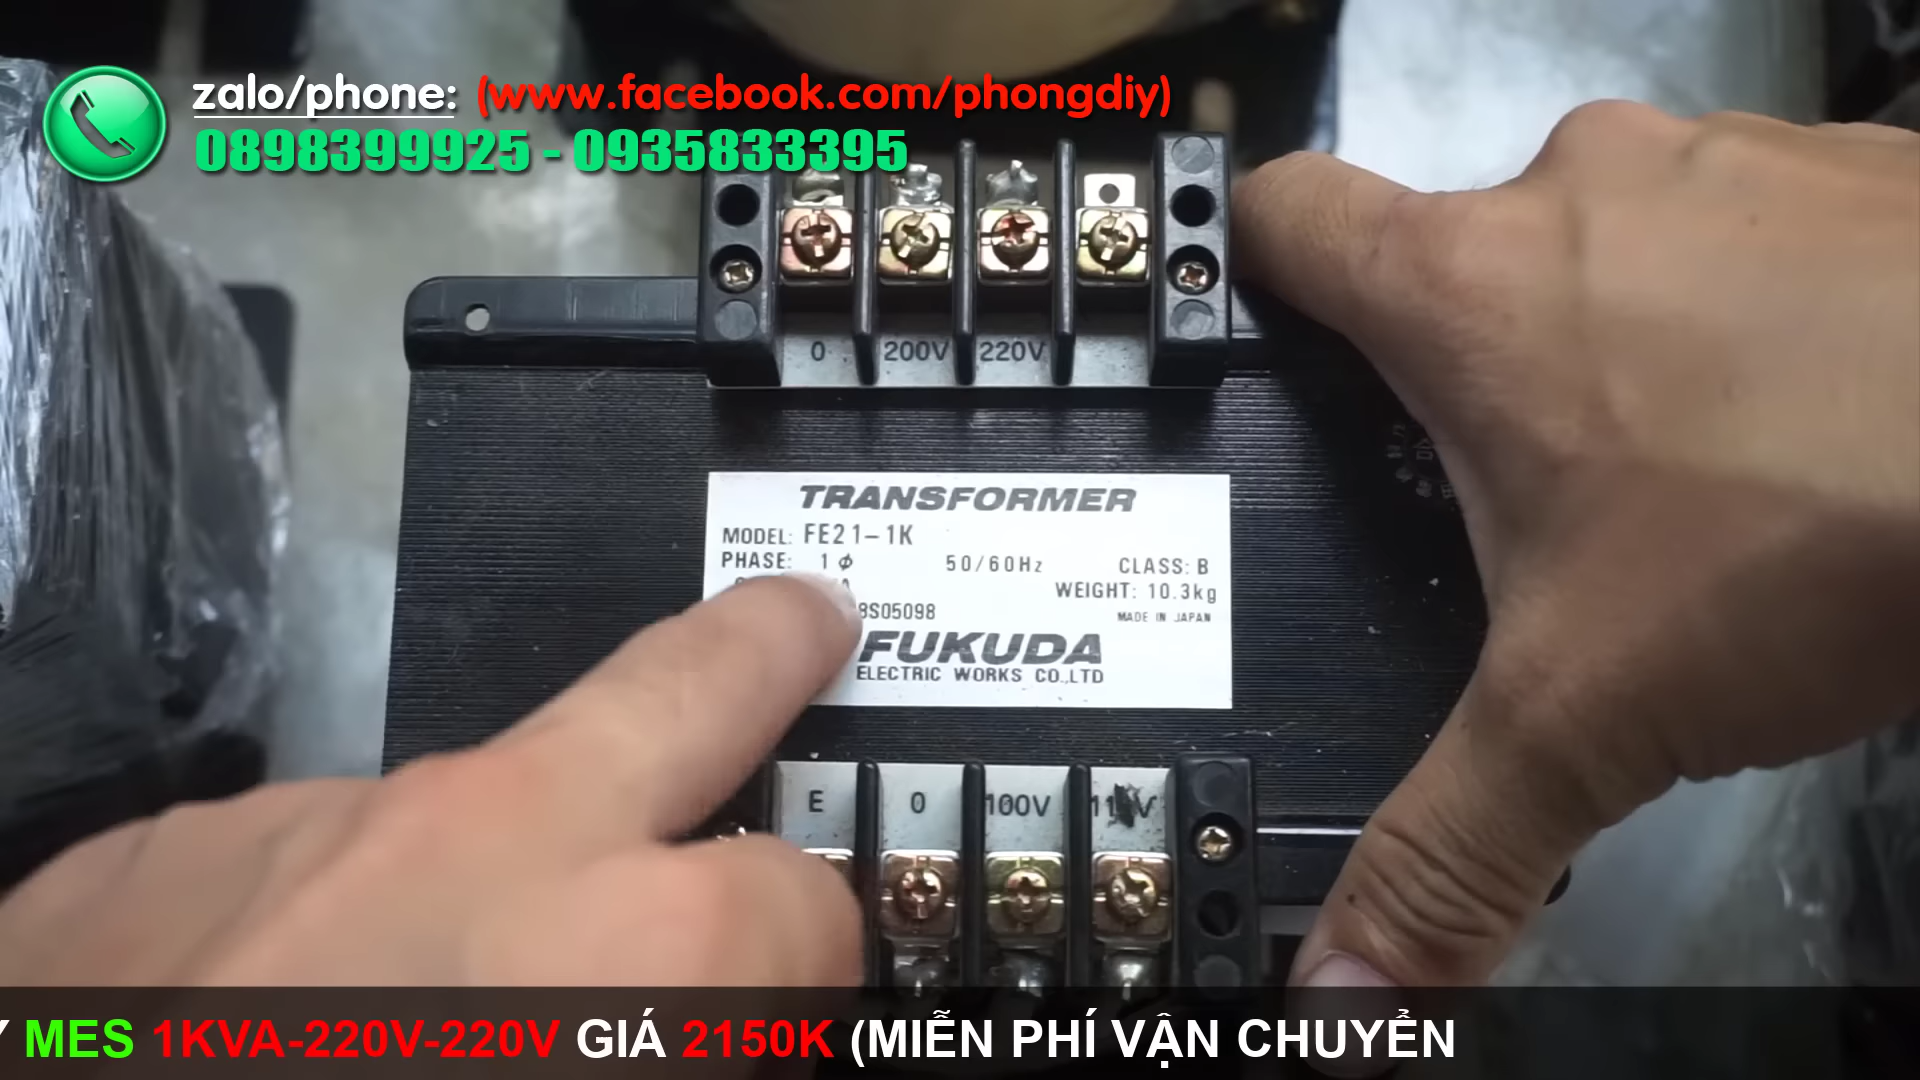 zalo/phone: (www.facebook.com/phongdiy)
0898399925 - 0935833395
0 200V 220V
TRANSFORMER
MODEL: FE21-1K
PHASE: 1φ 50/60Hz CLASS: B
WEIGHT: 10.3kg
8S05098 MADE IN JAPAN
FUKUDA
ELECTRIC WORKS CO.,LTD
E 0 100V
MES 1KVA-220V-220V GIÁ 2150K (MIỄN PHÍ VẬN CHUYỂN